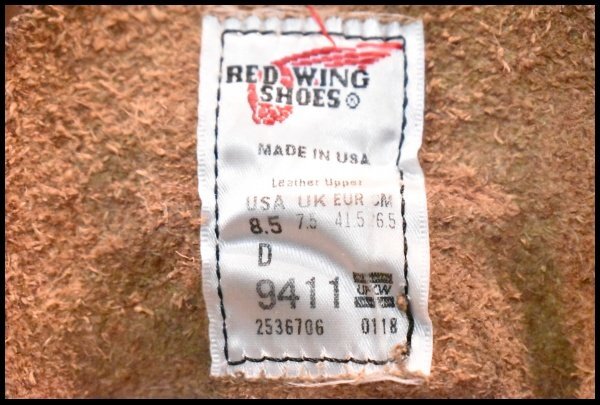 RED WING
SHOES®
MADE IN USA
Leather Upper
USA UK EUR CM
8.5 7.5 41.5 26.5
D
9411 UFCW
2536706 0118